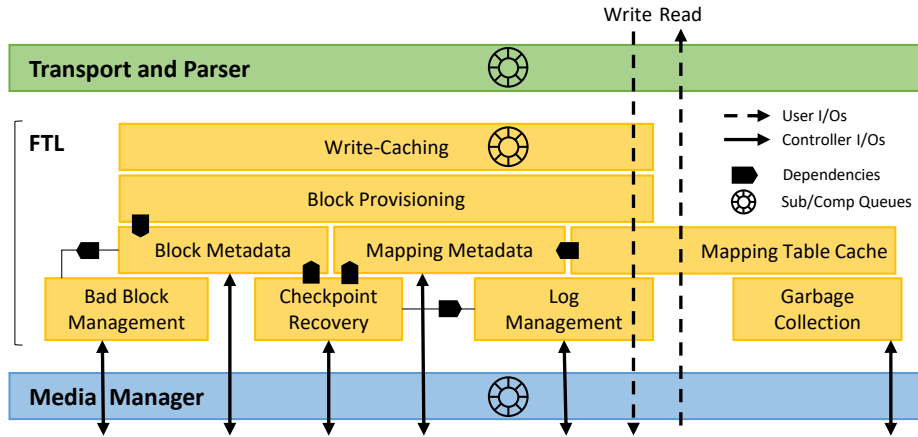 Write Read
Transport and Parser
FTL
User I/Os
Controller I/Os
Dependencies
Sub/Comp Queues
Write-Caching
Block Provisioning
Block Metadata
Mapping Metadata
Mapping Table Cache
Bad Block
Management
Checkpoint
Recovery
Log
Management
Garbage
Collection
Media Manager